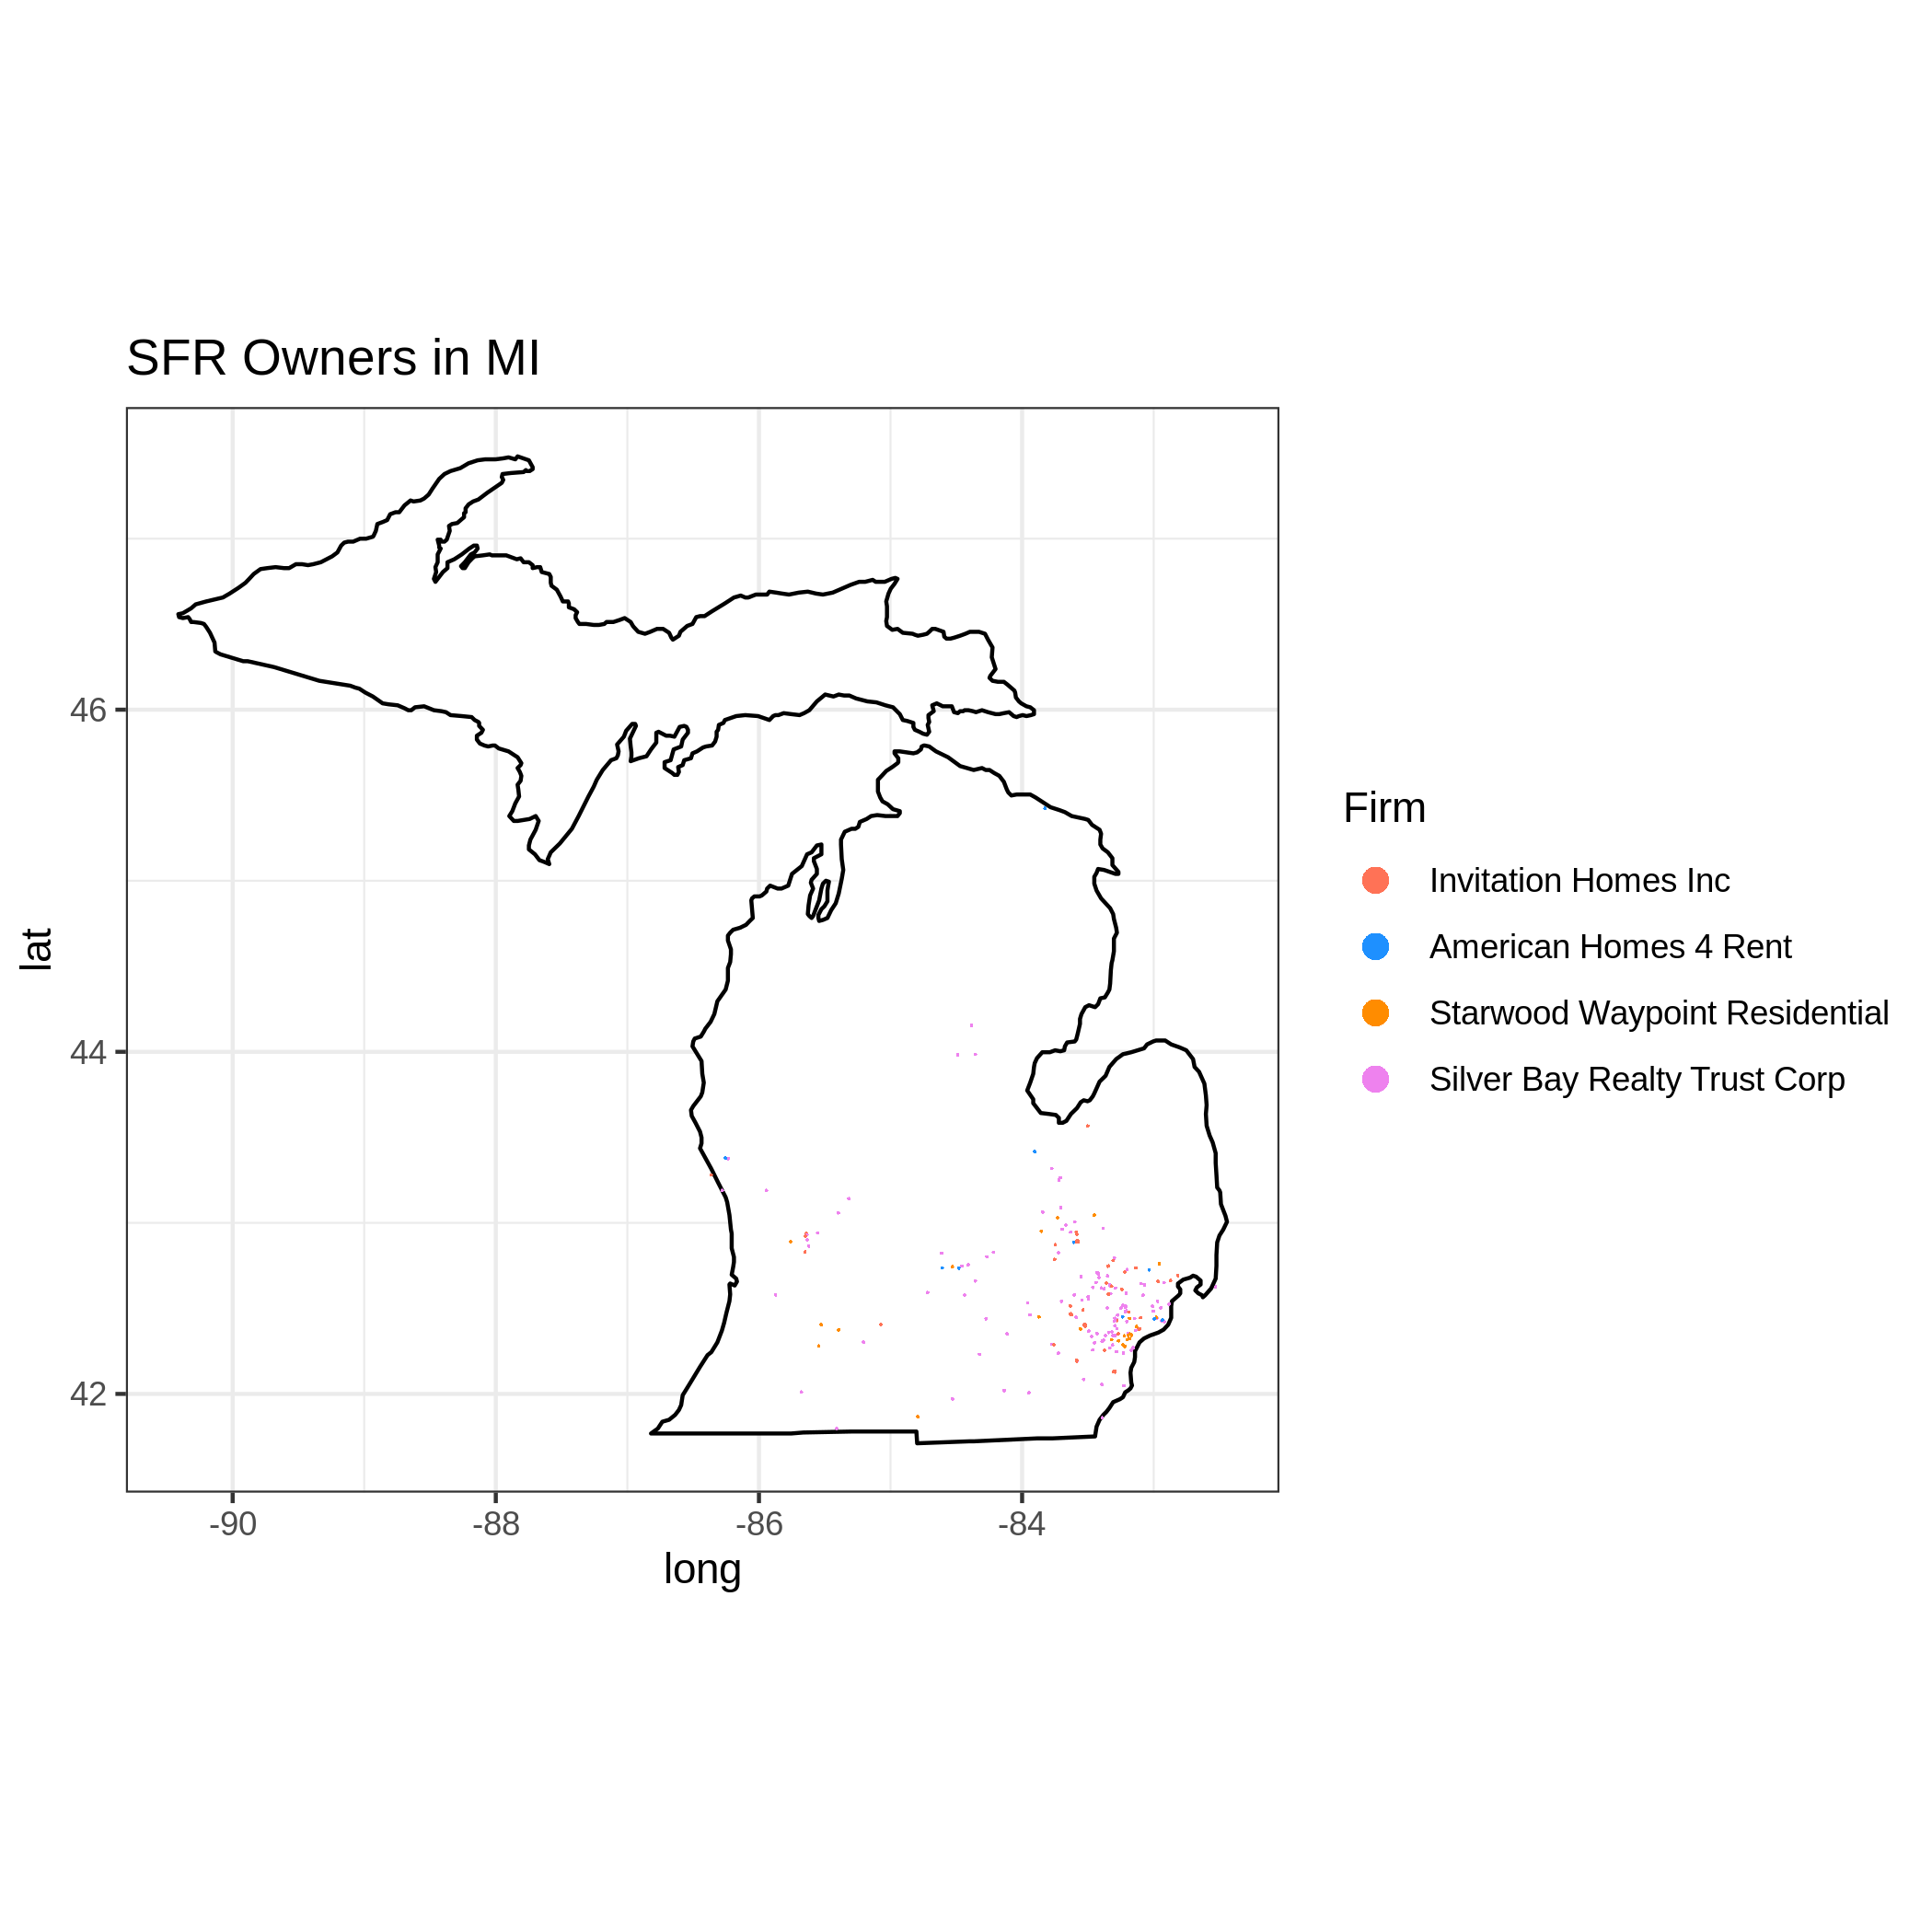 SFR Owners in MI
46
44
42
lat
-90
-88
-86
-84
long
Firm
Invitation Homes Inc
American Homes 4 Rent
Starwood Waypoint Residential
Silver Bay Realty Trust Corp